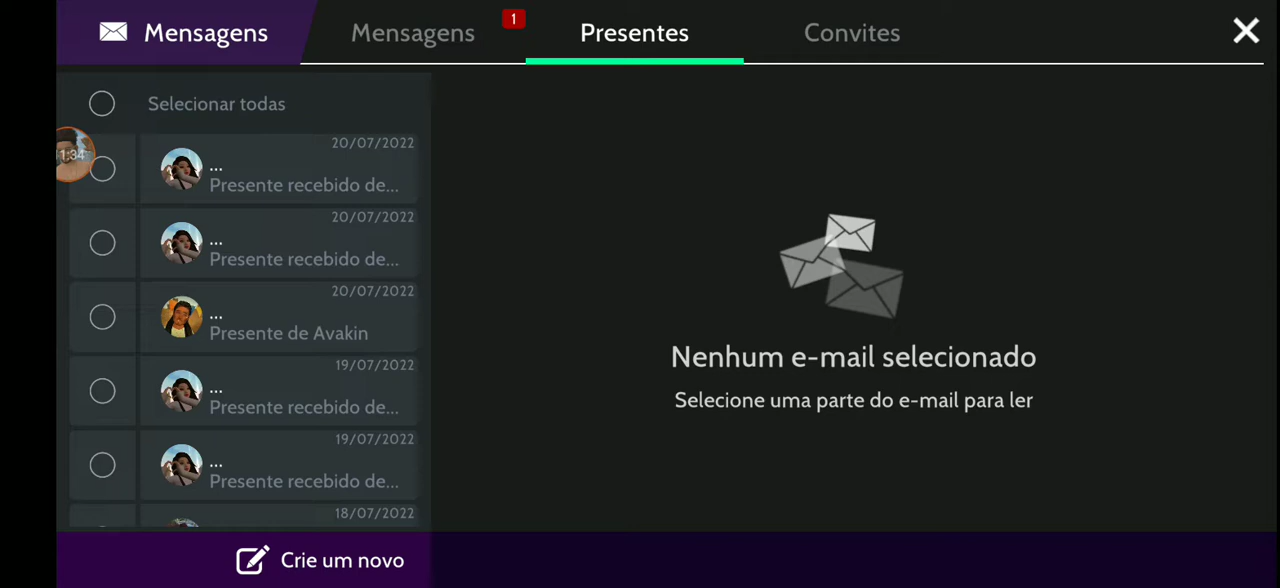 Mensagens
Mensagens
1
Presentes
Convites
Selecionar todas
20/07/2022
...
Presente recebido de...
20/07/2022
...
Presente recebido de...
20/07/2022
...
Presente de Avakin
19/07/2022
...
Presente recebido de...
19/07/2022
...
Presente recebido de...
18/07/2022
Crie um novo
Nenhum e-mail selecionado
Selecione uma parte do e-mail para ler